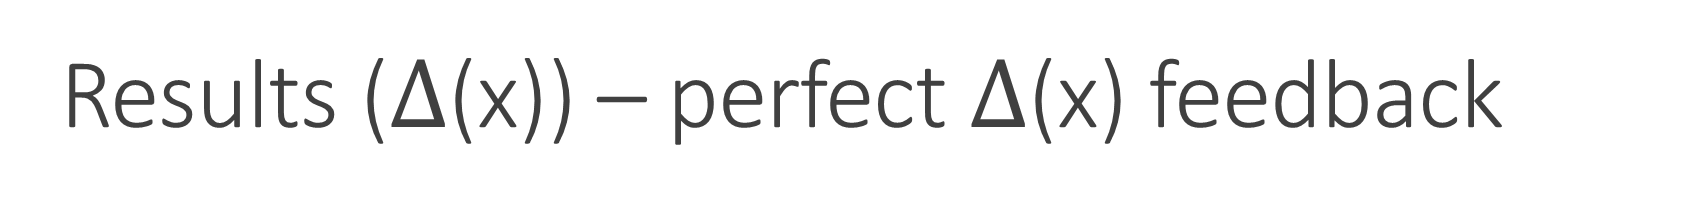 Results (Δ(x)) – perfect Δ(x) feedback